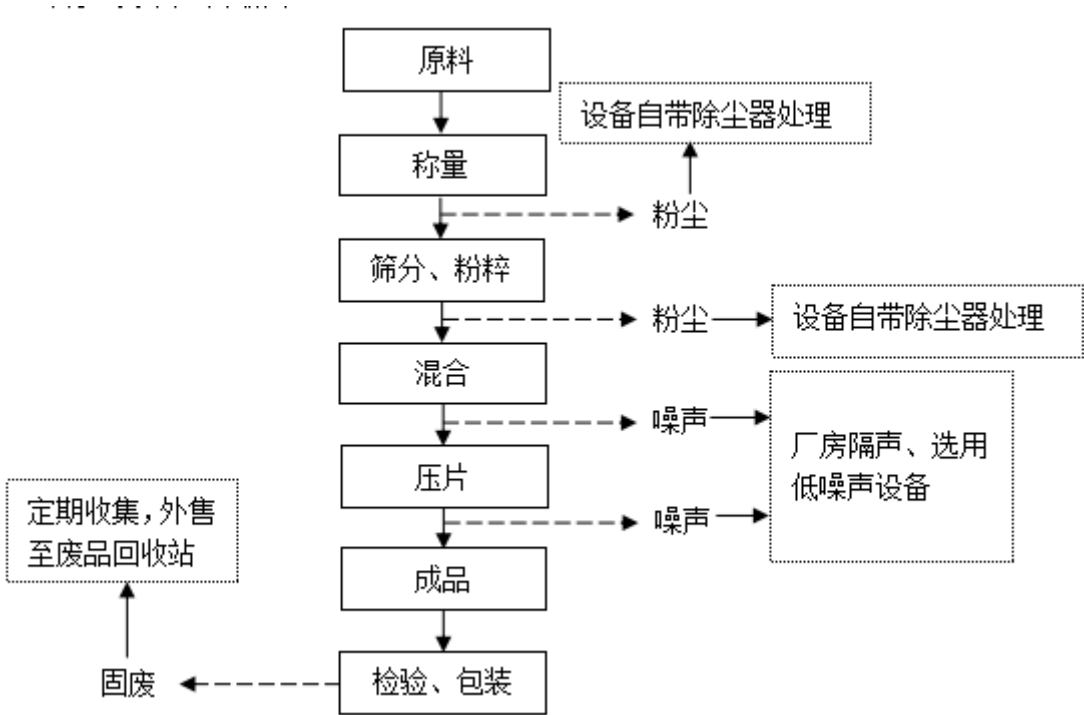 原料
设备自带除尘器处理
称量
粉尘
筛分、粉粹
粉尘
设备自带除尘器处理
混合
噪声
厂房隔声、选用
低噪声设备
压片
噪声
定期收集，外售
至废品回收站
成品
固废
检验、包装